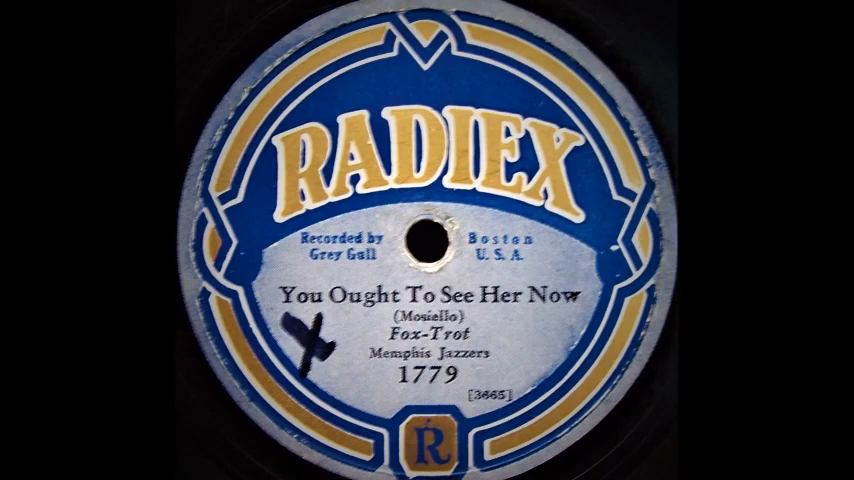 RADIEX
Recorded by Grey Gull
Boston U. S. A.
You Ought To See Her Now
(Mosiello)
Fox-Trot
Memphis Jazzers
1779
[3665]
R